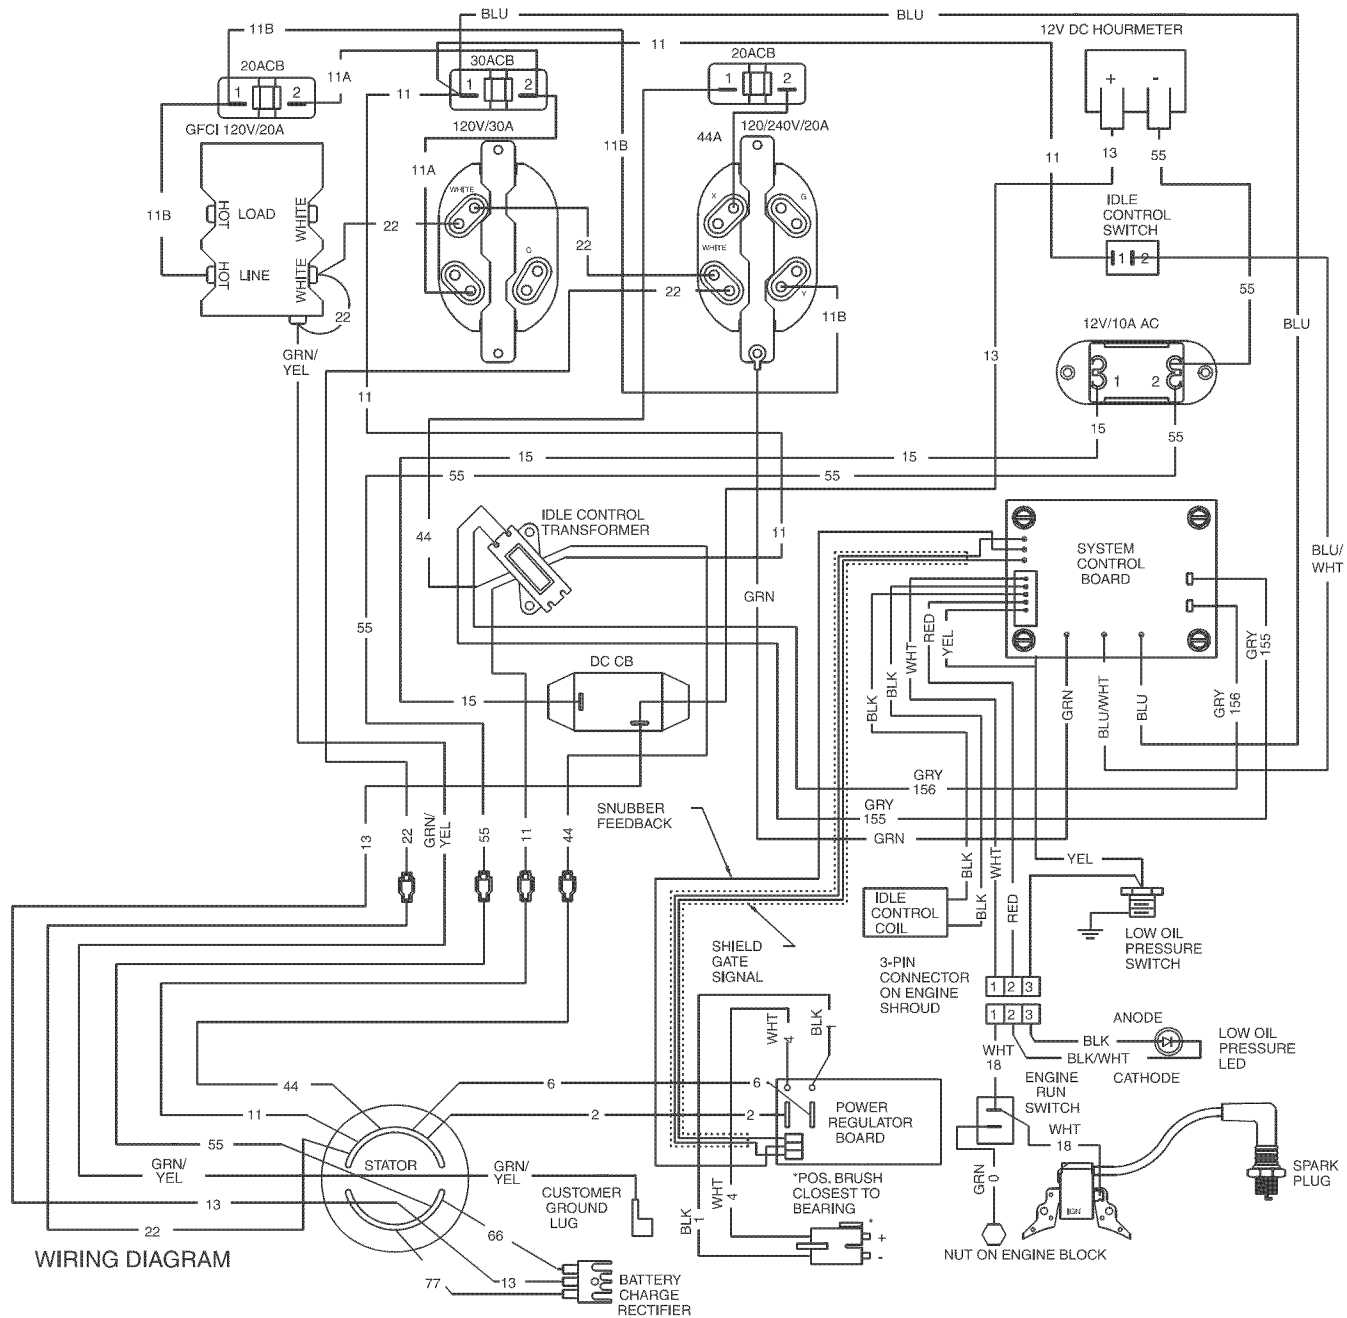 BLU
BLU
11B
11
20ACB
12V DC HOURMETER
30ACB
20ACB
11A
1
2
11
1
2
1
2
+
-
GFCI 120V/20A
120V/30A
120/240V/20A
44A
11B
11
13
55
11A
WHITE
X
G
IDLE
CONTROL
SWITCH
HOT
LOAD
WHITE
11B
22
WHITE
22
G
1
2
HOT
LINE
WHITE
22
Y
11B
55
BLU
22
12V/10A AC
GRN/
YEL
13
1
2
11
15
55
15
15
55
55
IDLE CONTROL
TRANSFORMER
44
11
SYSTEM
CONTROL
BOARD
BLU/
WHT
GRN
55
RED
YEL
WHT
GRY
155
DC CB
BLK
BLK
GRN
BLU/WHT
BLU
GRY
156
15
GRY
156
GRY
155
SNUBBER
FEEDBACK
13
22
GRN/
YEL
55
11
44
GRN
BLK
WHT
YEL
IDLE
CONTROL
COIL
BLK
RED
LOW OIL
PRESSURE
SWITCH
SHIELD
GATE
SIGNAL
3-PIN
CONNECTOR
ON ENGINE
SHROUD
1 2 3
1 2 3
ANODE
WHT
4
BLK
1
BLK
BLK/WHT
LOW OIL
PRESSURE
LED
WHT
18
CATHODE
ENGINE
RUN
SWITCH
44
6
6
11
2
2
POWER
REGULATOR
BOARD
55
WHT
18
STATOR
GRN/
YEL
GRN/
YEL
SPARK
PLUG
*POS. BRUSH
CLOSEST TO
BEARING
GRN
0
WHT
4
CUSTOMER
GROUND
LUG
13
BLK
1
IGN
*
+
-
22
66
NUT ON ENGINE BLOCK
WIRING DIAGRAM
77
13
BATTERY
CHARGE
RECTIFIER